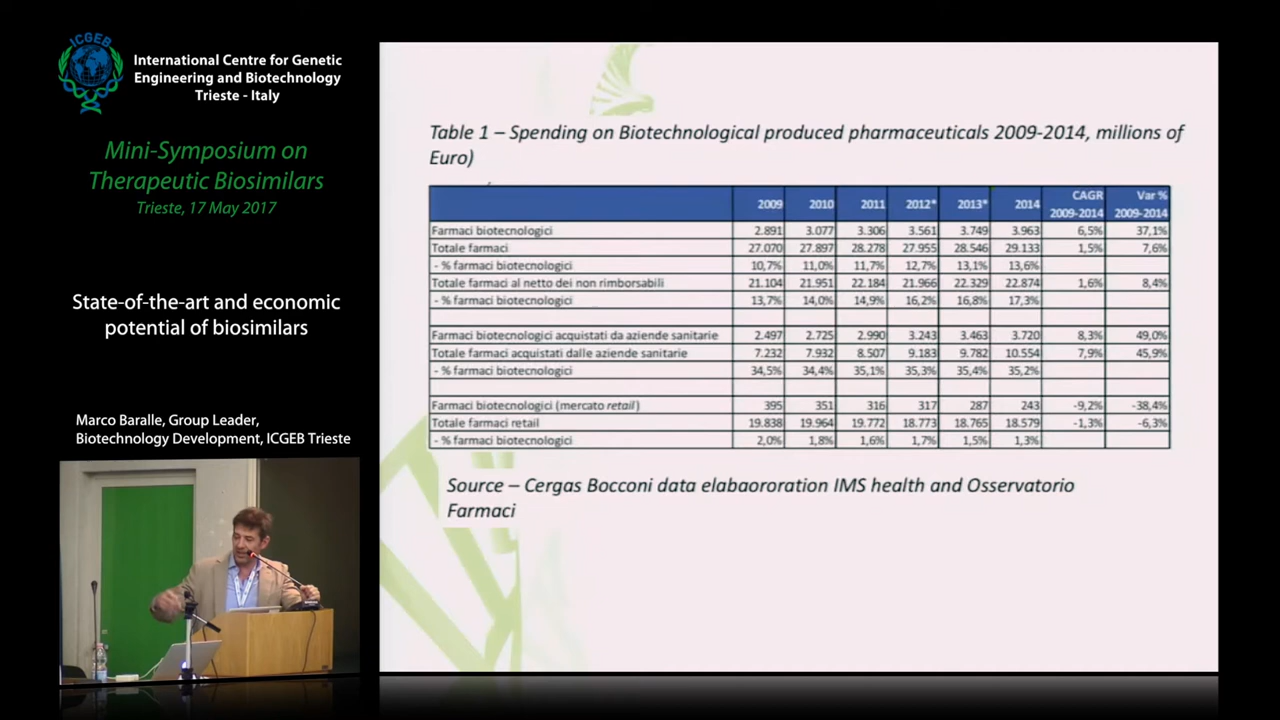 ICGEB
International Centre for Genetic
Engineering and Biotechnology
Trieste - Italy
Mini-Symposium on
Therapeutic Biosimilars
Trieste, 17 May 2017
State-of-the-art and economic
potential of biosimilars
Marco Baralle, Group Leader,
Biotechnology Development, ICGEB Trieste
Table 1 – Spending on Biotechnological produced pharmaceuticals 2009-2014, millions of
Euro)
2009 2010 2011 2012* 2013* 2014 CAGR 2009-2014 Var % 2009-2014
Farmaci biotecnologici 2.891 3.077 3.306 3.561 3.749 3.963 6,5% 37,1%
Totale farmaci 27.070 27.897 28.278 27.955 28.546 29.133 1,5% 7,6%
- % farmaci biotecnologici 10,7% 11,0% 11,7% 12,7% 13,1% 13,6%
Totale farmaci al netto dei non rimborsabili 21.104 21.951 22.184 21.966 22.329 22.874 1,6% 8,4%
- % farmaci biotecnologici 13,7% 14,0% 14,9% 16,2% 16,8% 17,3%
Farmaci biotecnologici acquistati da aziende sanitarie 2.497 2.725 2.990 3.243 3.463 3.720 8,3% 49,0%
Totale farmaci acquistati dalle aziende sanitarie 7.232 7.932 8.507 9.183 9.782 10.554 7,9% 45,9%
- % farmaci biotecnologici 34,5% 34,4% 35,1% 35,3% 35,4% 35,2%
Farmaci biotecnologici (mercato retail) 395 351 316 317 287 243 -9,2% -38,4%
Totale farmaci retail 19.838 19.964 19.772 18.773 18.765 18.579 -1,3% -6,3%
- % farmaci biotecnologici 2,0% 1,8% 1,6% 1,7% 1,5% 1,3%
Source – Cergas Bocconi data elabaororation IMS health and Osservatorio
Farmaci